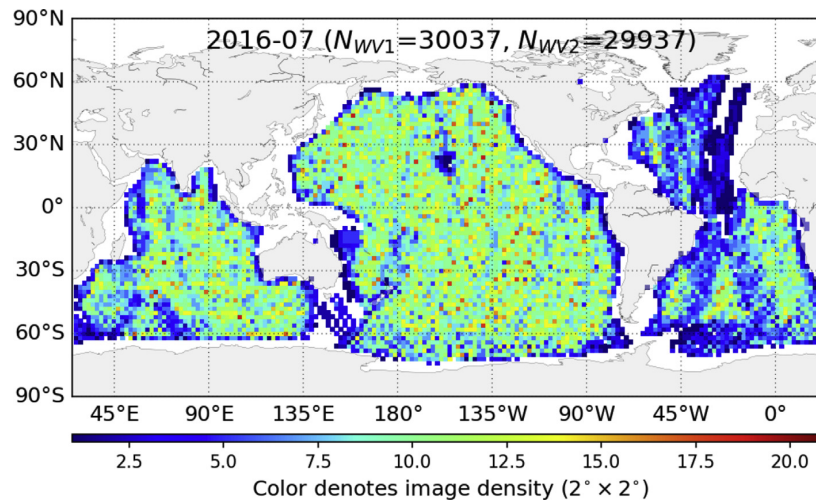 2016-07 (N_WV1=30037, N_WV2=29937)
90°N
60°N
30°N
0°
30°S
60°S
90°S
45°E 90°E 135°E 180° 135°W 90°W 45°W 0°
2.5 5.0 7.5 10.0 12.5 15.0 17.5 20.0
Color denotes image density (2° × 2°)